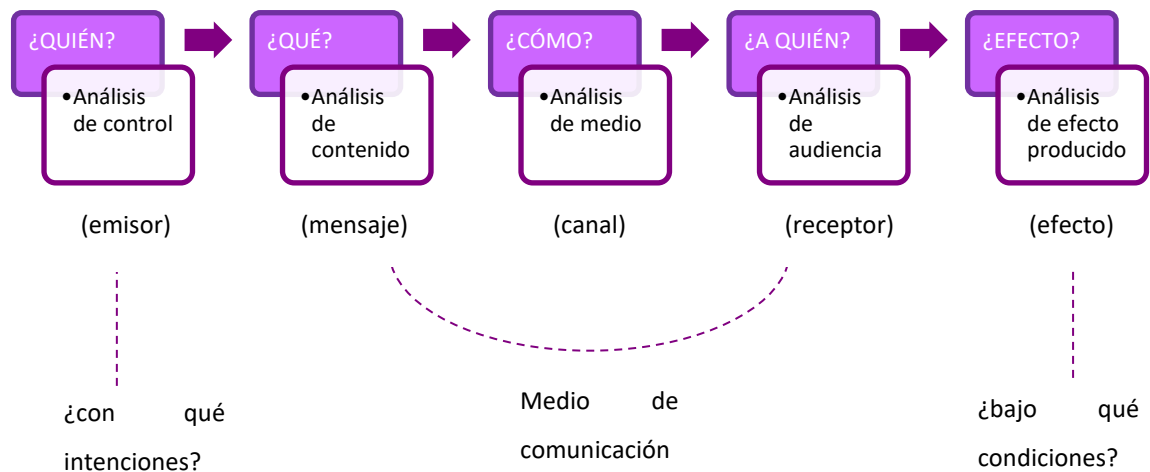 ¿QUIÉN?
•Análisis
de control
(emisor)
¿QUÉ?
•Análisis
de
contenido
(mensaje)
¿CÓMO?
•Análisis
de medio
(canal)
¿A QUIÉN?
•Análisis
de
audiencia
(receptor)
¿EFECTO?
•Análisis
de efecto
producido
(efecto)
¿con qué
intenciones?
Medio de
comunicación
¿bajo qué
condiciones?